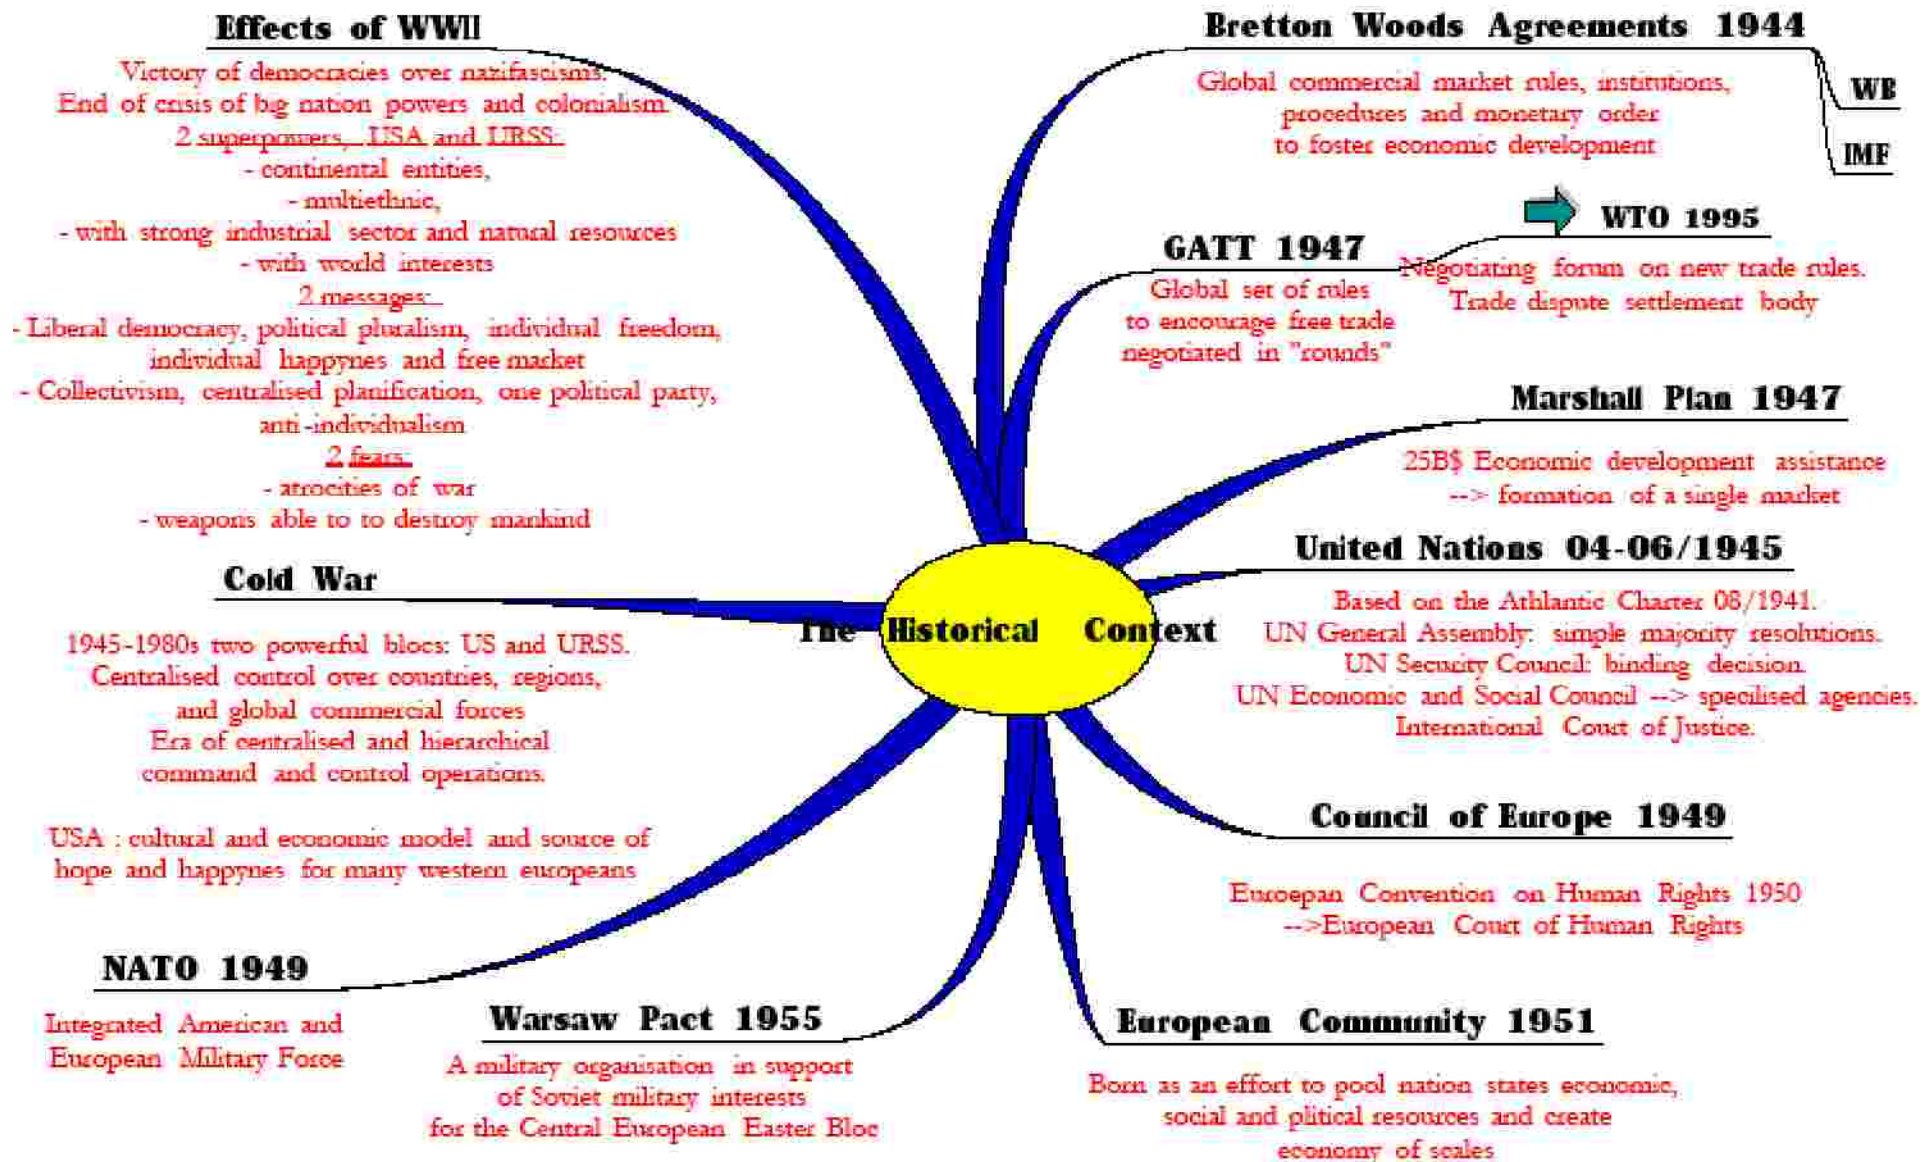 Effects of WWII
Victory of democracies over nazifascisms.
End of crisis of big nation powers and colonialism.
2 superpowers, USA and URSS:
- continental entities,
- multiethnic,
- with strong industrial sector and natural resources
- with world interests
2 messages:
- Liberal democracy, political pluralism, individual freedom,
individual happynes and free market
- Collectivism, centralised planification, one political party,
anti-individualism
2 fears:
- atrocities of war
- weapons able to to destroy mankind
Cold War
1945-1980s two powerful blocs: US and URSS.
Centralised control over countries, regions,
and global commercial forces
Era of centralised and hierarchical
command and control operations.
USA : cultural and economic model and source of
hope and happynes for many western europeans
NATO 1949
Integrated American and
European Military Force
Warsaw Pact 1955
A military organisation in support
of Soviet military interests
for the Central European Easter Bloc
The Historical Context
Bretton Woods Agreements 1944
Global commercial market rules, institutions,
procedures and monetary order
to foster economic development
WB
IMF
GATT 1947
Global set of rules
to encourage free trade
negotiated in "rounds"
WTO 1995
Negotiating forum on new trade rules.
Trade dispute settlement body
Marshall Plan 1947
25B$ Economic development assistance
--> formation of a single market
United Nations 04-06/1945
Based on the Athlantic Charter 08/1941.
UN General Assembly: simple majority resolutions.
UN Security Council: binding decision.
UN Economic and Social Council --> specilised agencies.
International Court of Justice.
Council of Europe 1949
Euroepan Convention on Human Rights 1950
-->European Court of Human Rights
European Community 1951
Born as an effort to pool nation states economic,
social and plitical resources and create
economy of scales